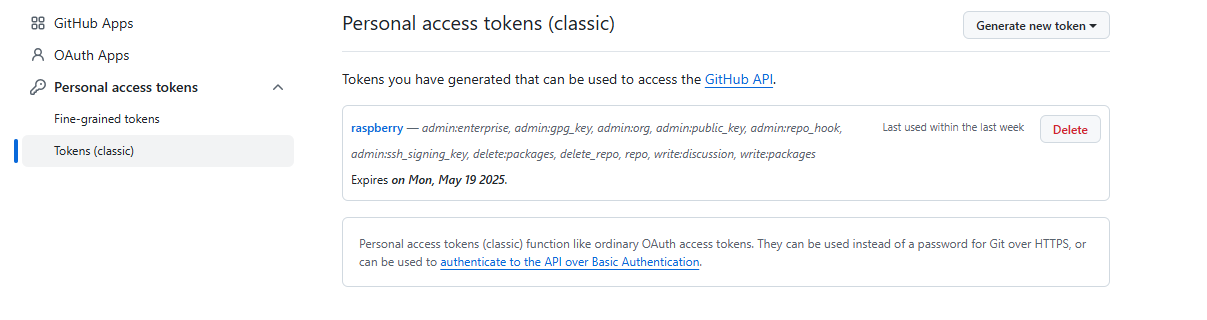 GitHub Apps
OAuth Apps
Personal access tokens
Fine-grained tokens
Tokens (classic)
Personal access tokens (classic)
Generate new token
Tokens you have generated that can be used to access the GitHub API.
raspberry — admin:enterprise, admin:gpg_key, admin:org, admin:public_key, admin:repo_hook,
admin:ssh_signing_key, delete:packages, delete_repo, repo, write:discussion, write:packages
Last used within the last week
Delete
Expires on Mon, May 19 2025.
Personal access tokens (classic) function like ordinary OAuth access tokens. They can be used instead of a password for Git over HTTPS, or
can be used to authenticate to the API over Basic Authentication.